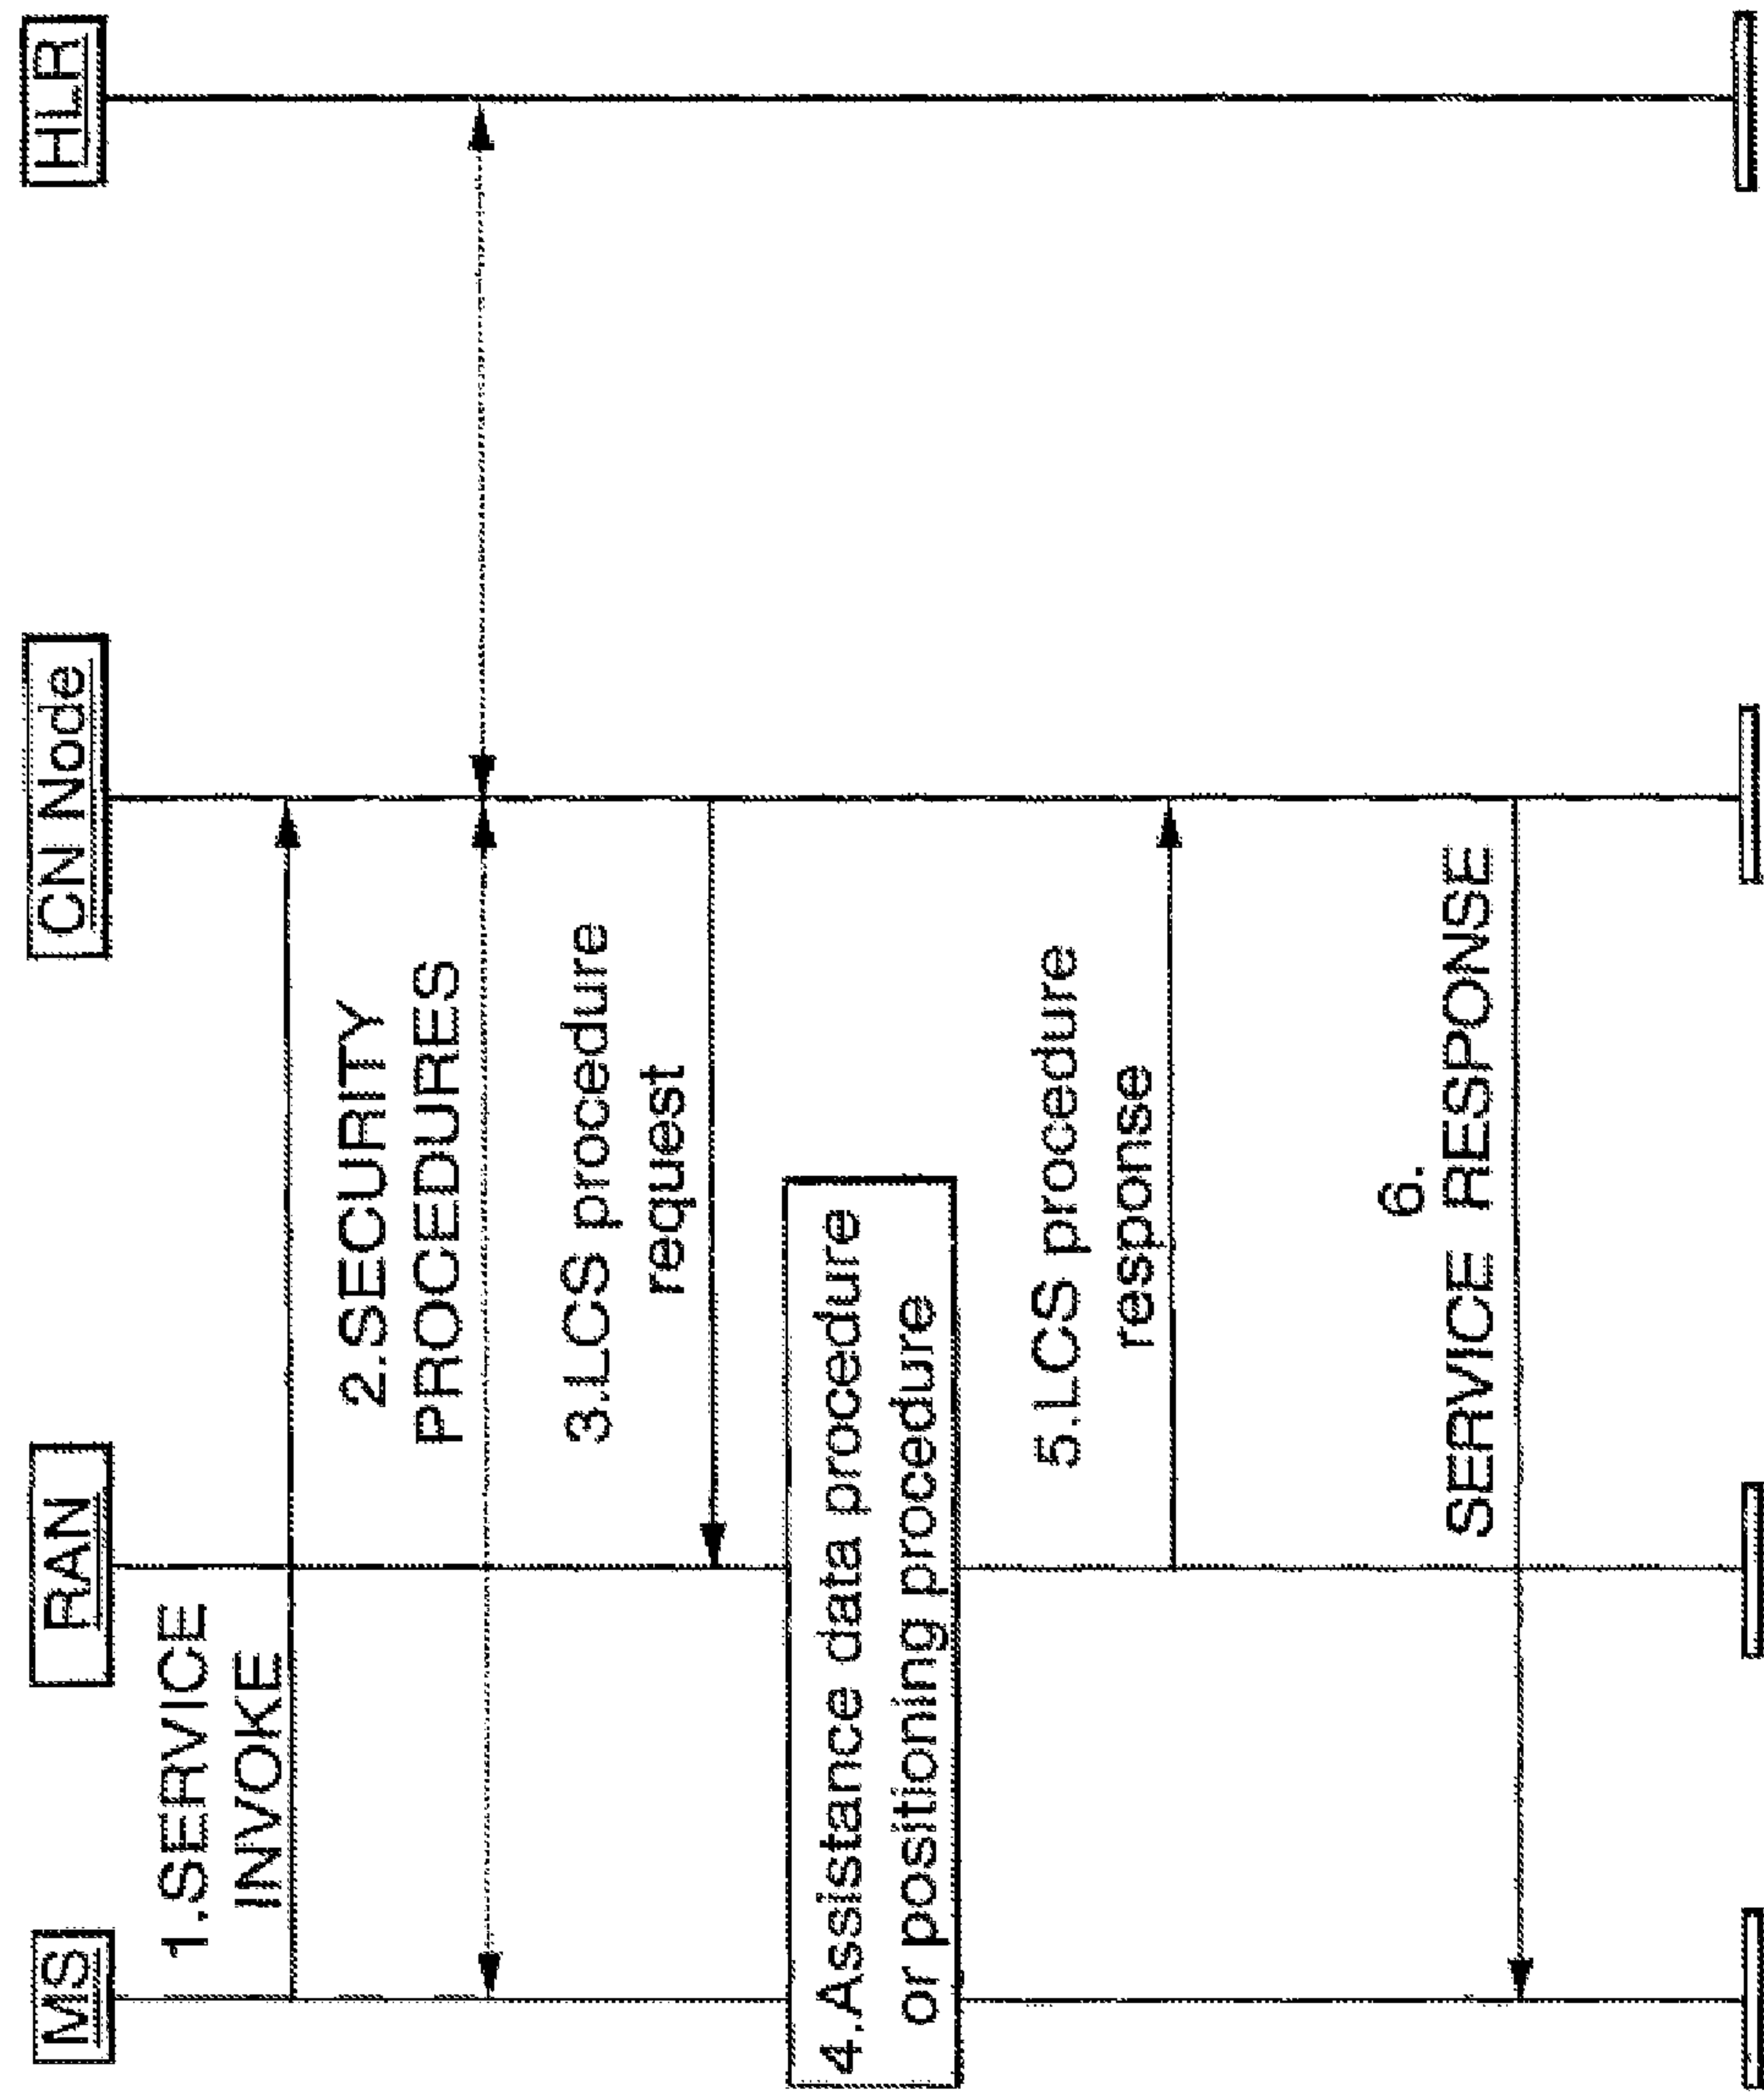 MS
RAN
CN Node
HLR
1.SERVICE
INVOKE
2.SECURITY
PROCEDURES
3.LCS procedure
request
4.Assistance data procedure
or positioning procedure
5.LCS procedure
response
6.
SERVICE RESPONSE